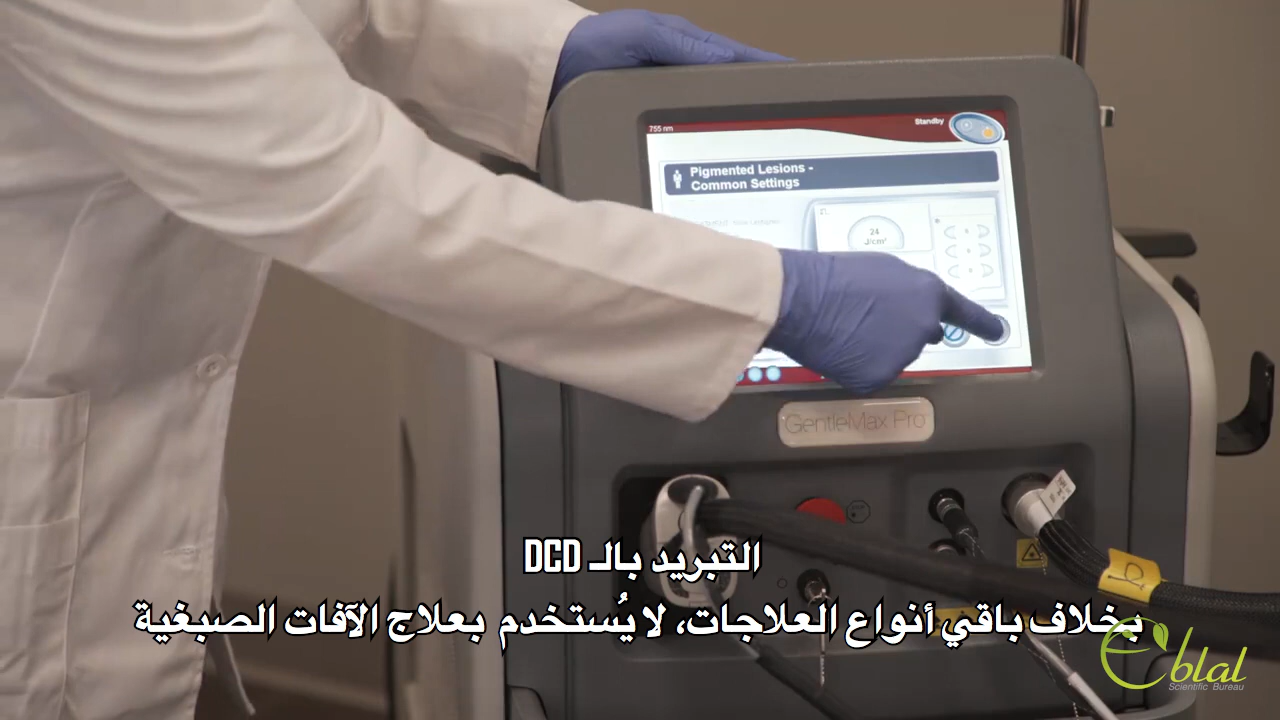 755 nm
Standby
Pigmented Lesions -
Common Settings
24
J/cm²
GentleMax Pro
التبريد بالـ DCD
بخلاف باقي أنواع العلاجات، لا يُستخدم بعلاج الآفات الصبغية
eblal
Scientific Bureau